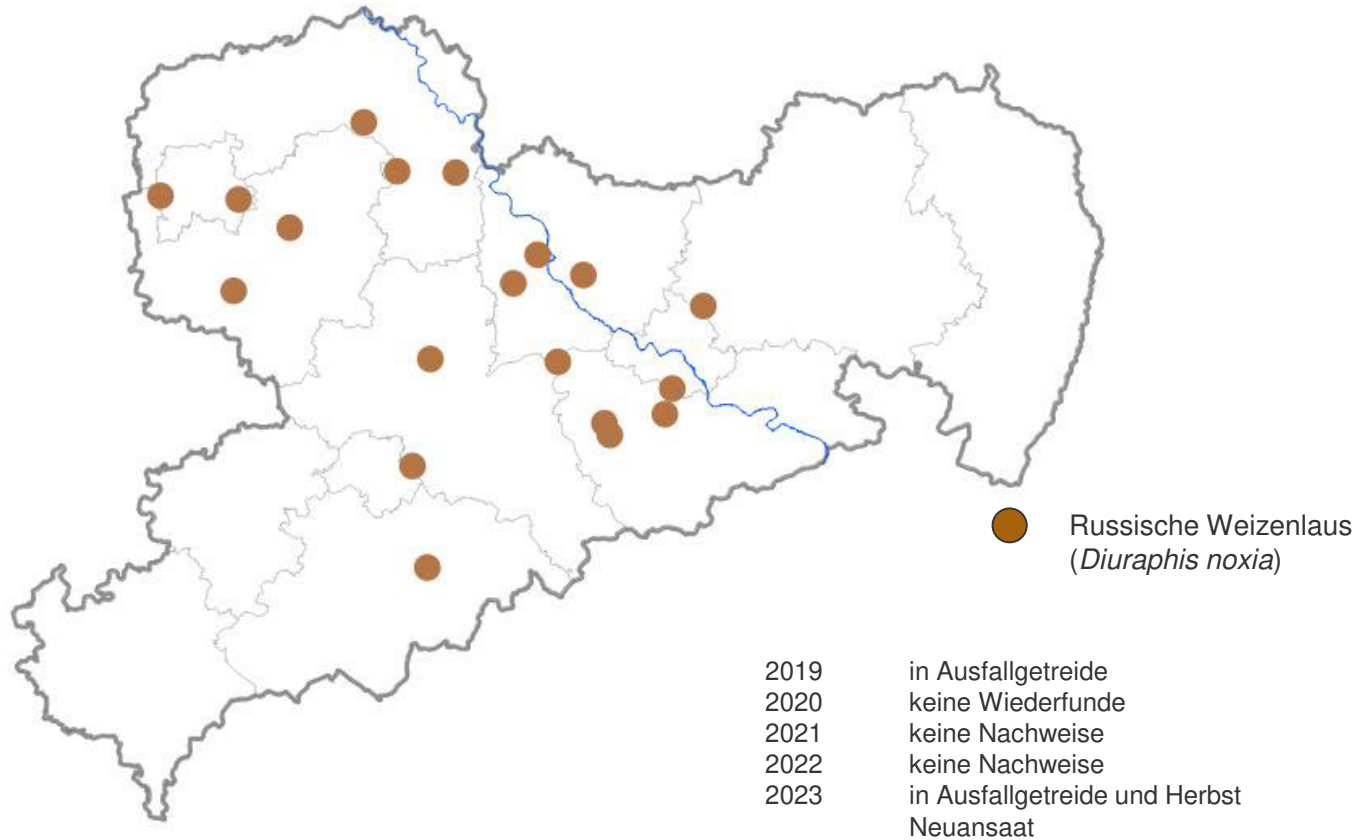 Russische Weizenlaus
(Diuraphis noxia)
2019 in Ausfallgetreide
2020 keine Wiederfunde
2021 keine Nachweise
2022 keine Nachweise
2023 in Ausfallgetreide und Herbst
Neuansaat